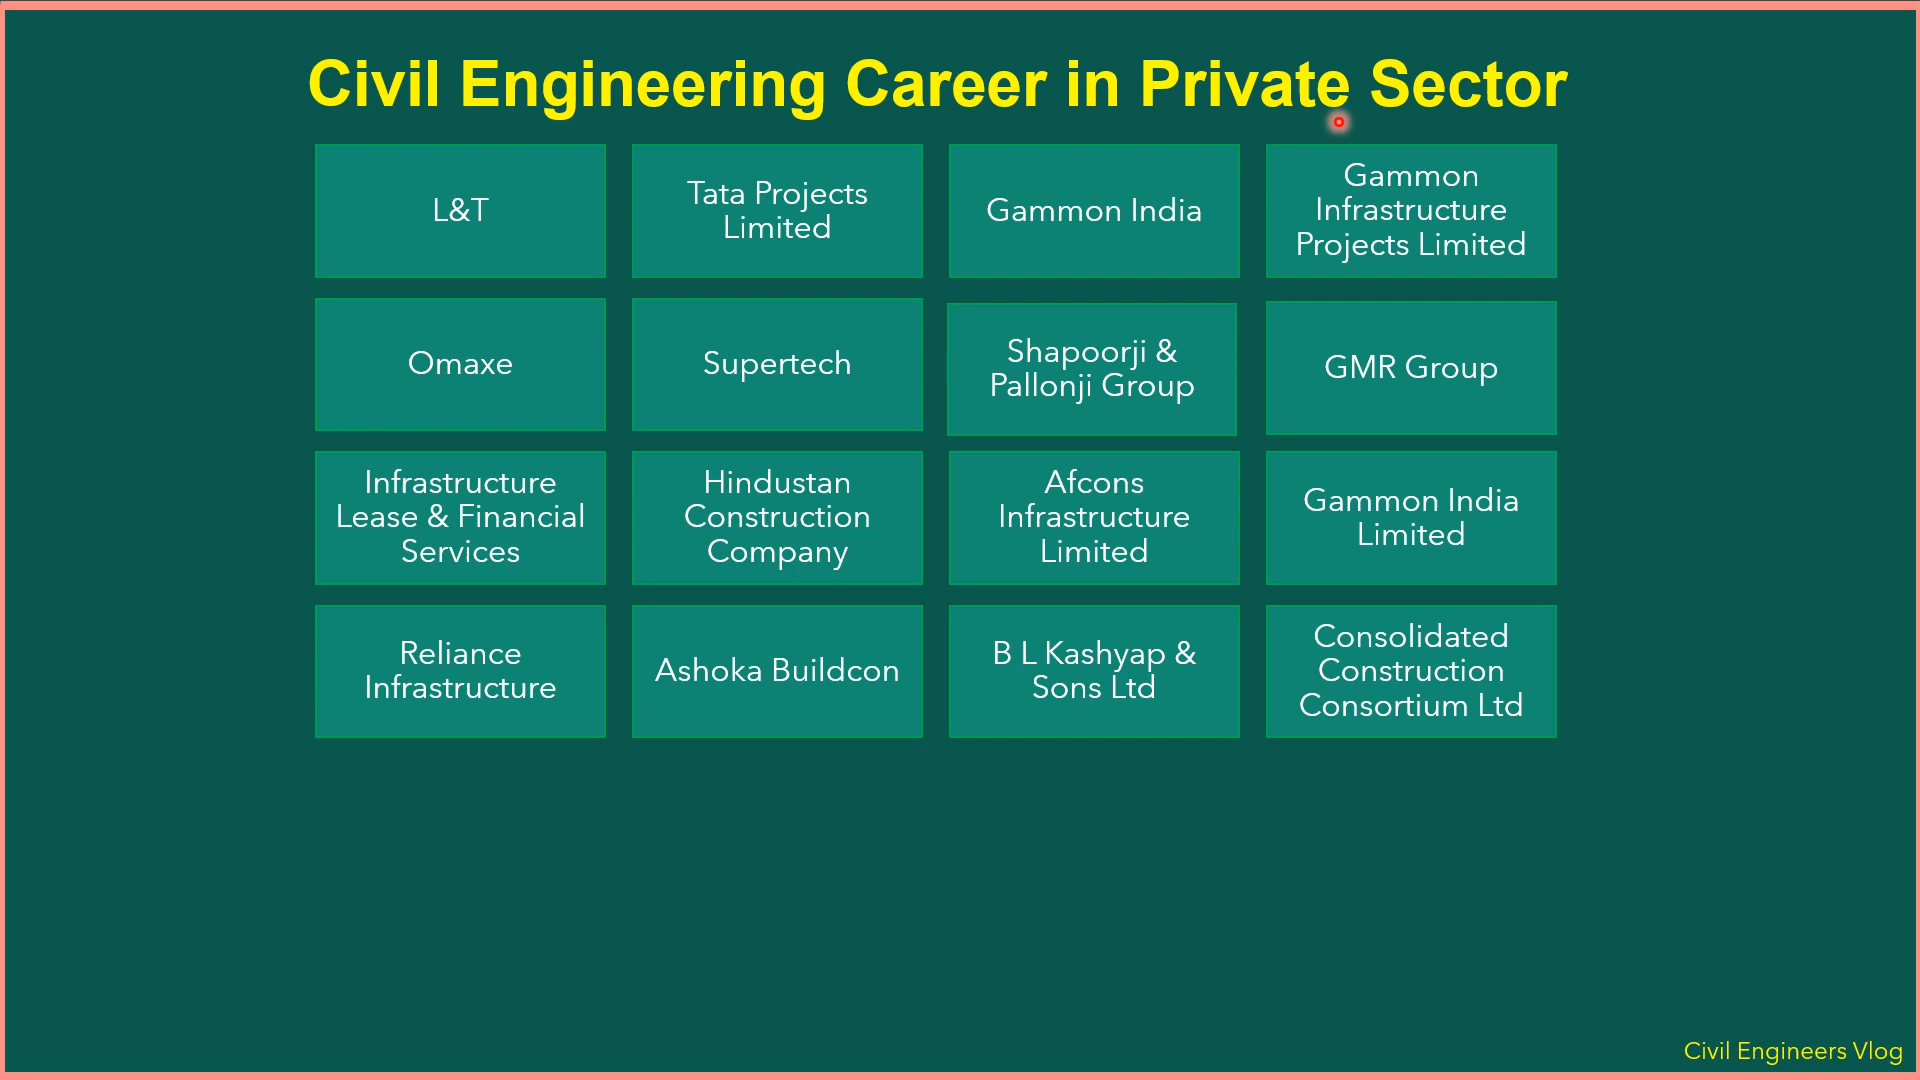 Civil Engineering Career in Private Sector
L&T
Tata Projects
Limited
Gammon India
Gammon
Infrastructure
Projects Limited
Omaxe
Supertech
Shapoorji &
Pallonji Group
GMR Group
Infrastructure
Lease & Financial
Services
Hindustan
Construction
Company
Afcons
Infrastructure
Limited
Gammon India
Limited
Reliance
Infrastructure
Ashoka Buildcon
B L Kashyap &
Sons Ltd
Consolidated
Construction
Consortium Ltd
Civil Engineers Vlog